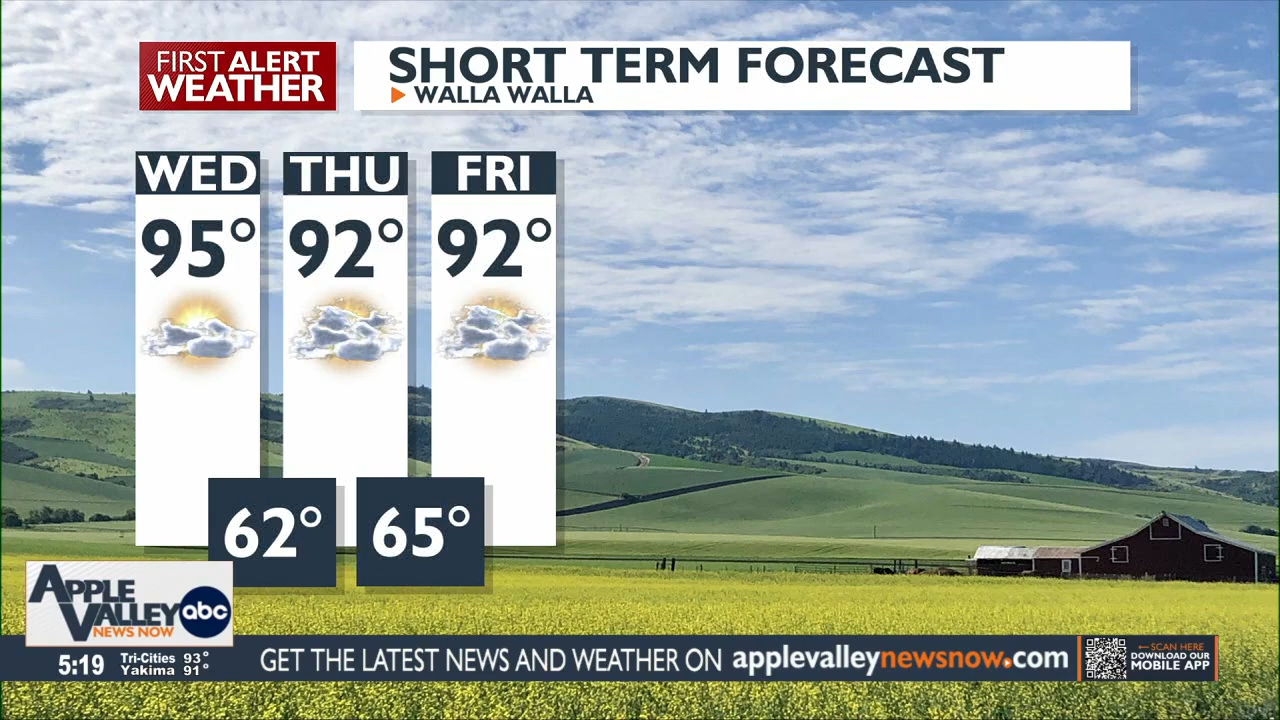 FIRST ALERT
WEATHER
SHORT TERM FORECAST
WALLA WALLA
WED THU FRI
95° 92° 92°
62° 65°
APPLE
VALLEY
NEWS NOW
abc
5:19
Tri-Cities 93°
Yakima 91°
GET THE LATEST NEWS AND WEATHER ON applevalleynewsnow.com
SCAN HERE
DOWNLOAD OUR
MOBILE APP